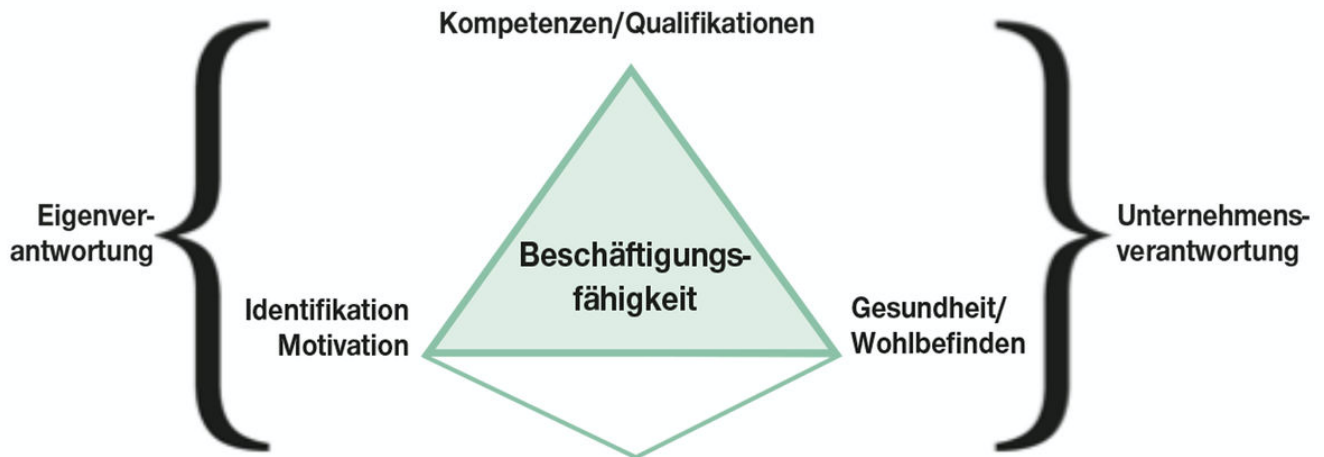 Kompetenzen/Qualifikationen
Eigenver-
antwortung
Beschäftigungs-
fähigkeit
Identifikation
Motivation
Gesundheit/
Wohlbefinden
Unternehmens-
verantwortung